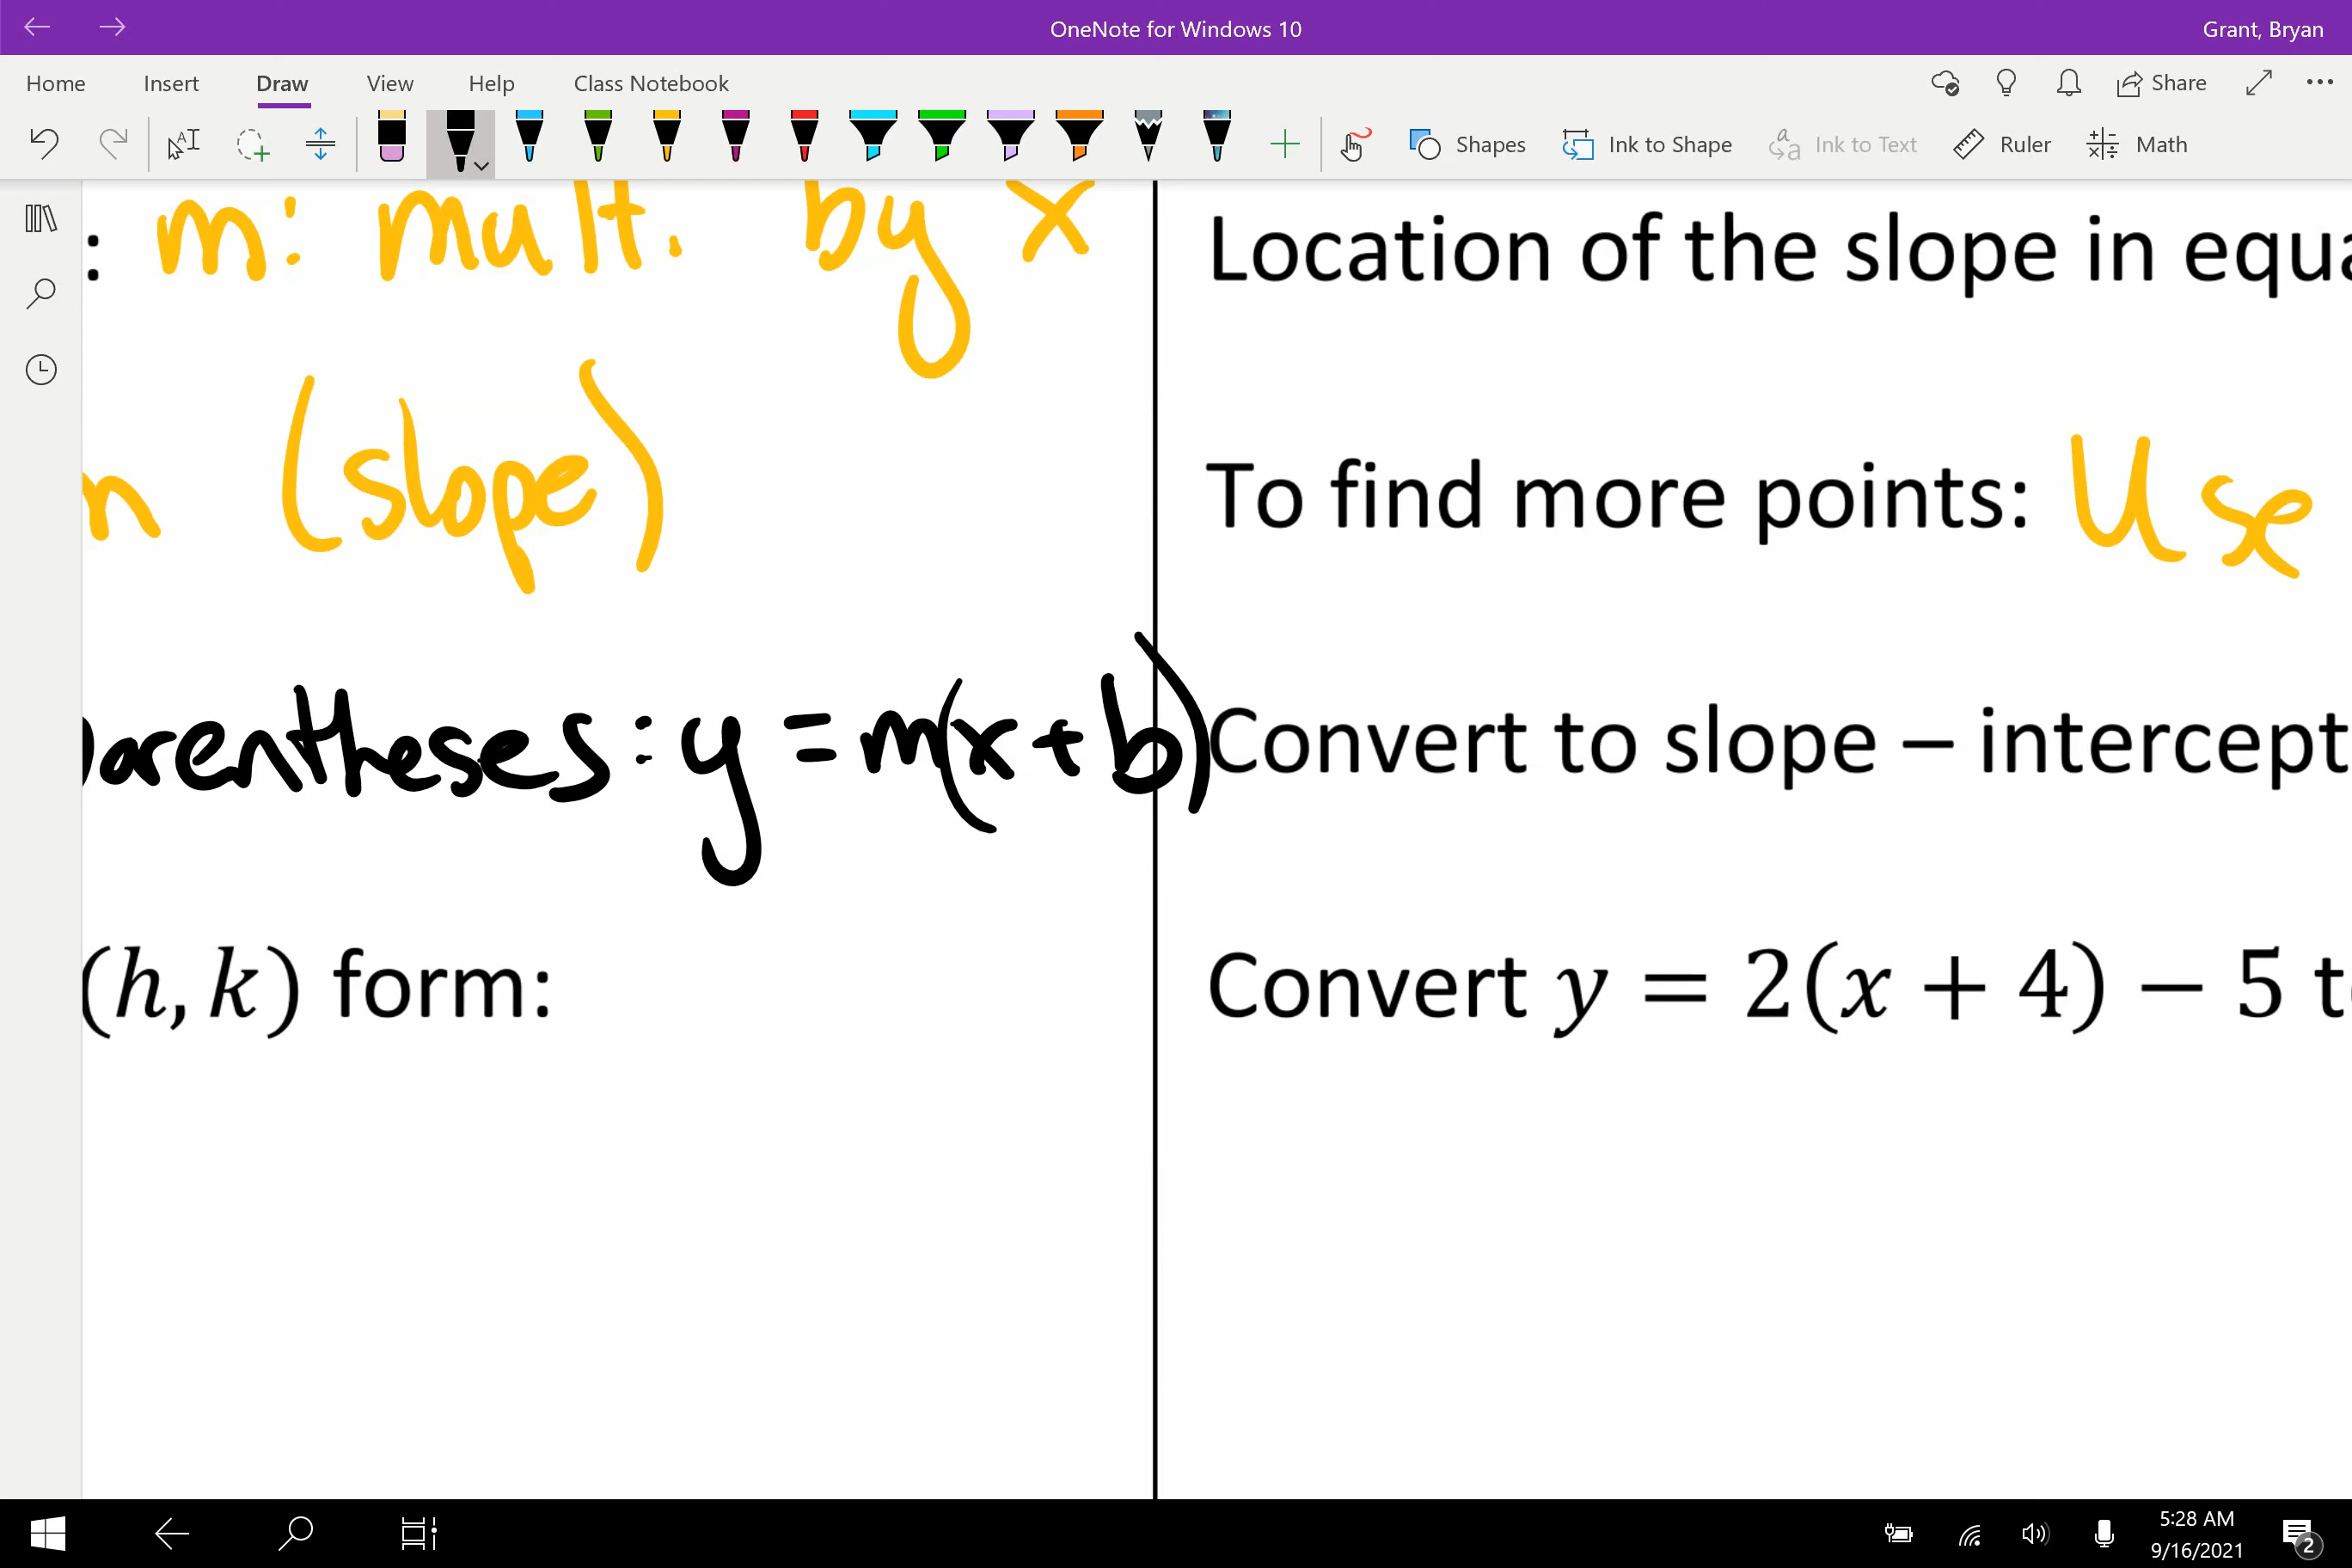 OneNote for Windows 10
Grant, Bryan
Home Insert Draw View Help Class Notebook
Share
Shapes Ink to Shape Ink to Text Ruler Math
: m: mult. by x
Location of the slope in equa
n (slope)
To find more points: Use
parentheses: y = m(x+b)
Convert to slope – intercept
(h, k) form:
Convert y = 2(x + 4) − 5 t
5:28 AM
9/16/2021
2